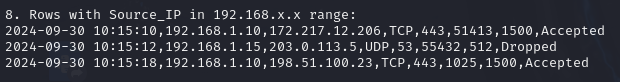 8. Rows with Source_IP in 192.168.x.x range:
2024-09-30 10:15:10,192.168.1.10,172.217.12.206,TCP,443,51413,1500,Accepted
2024-09-30 10:15:12,192.168.1.15,203.0.113.5,UDP,53,55432,512,Dropped
2024-09-30 10:15:18,192.168.1.10,198.51.100.23,TCP,443,1025,1500,Accepted